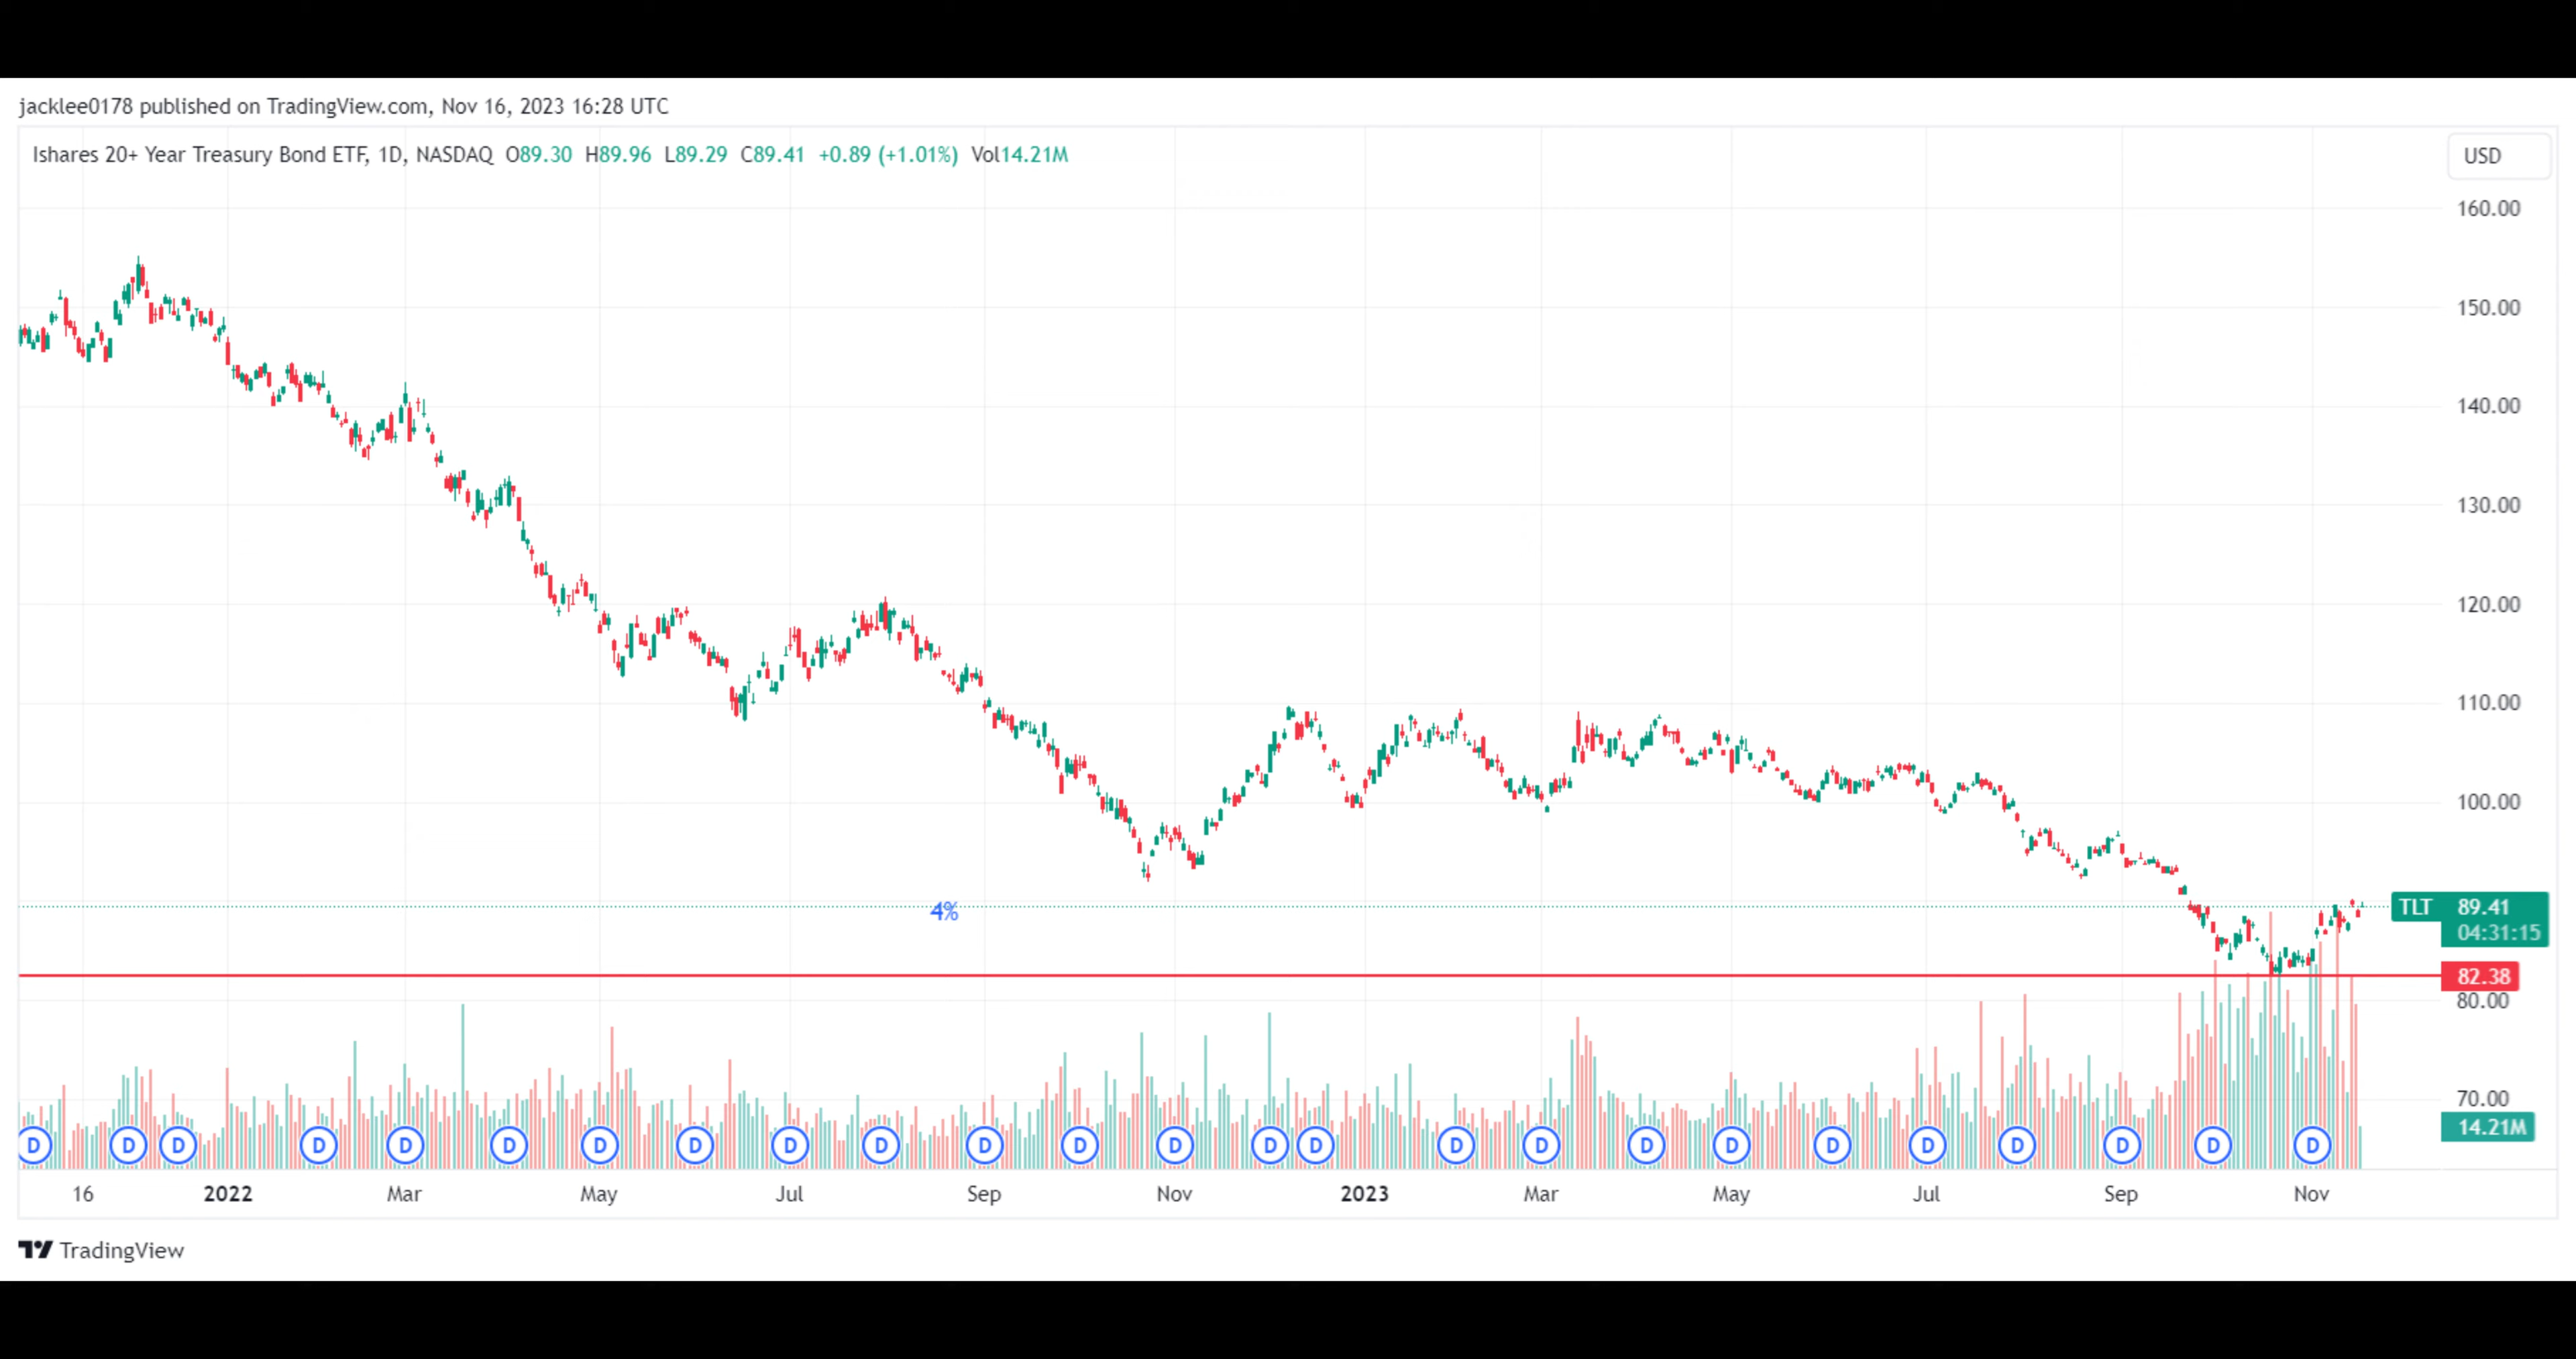 jacklee0178 published on TradingView.com, Nov 16, 2023 16:28 UTC
Ishares 20+ Year Treasury Bond ETF, 1D, NASDAQ O89.30 H89.96 L89.29 C89.41 +0.89 (+1.01%) Vol14.21M
USD
160.00
150.00
140.00
130.00
120.00
110.00
100.00
4%
TLT 89.41
04:31:15
82.38
80.00
70.00
14.21M
D D D D D D D D D D D D D D D D D D D D D D D D D
16 2022 Mar May Jul Sep Nov 2023 Mar May Jul Sep Nov
TradingView